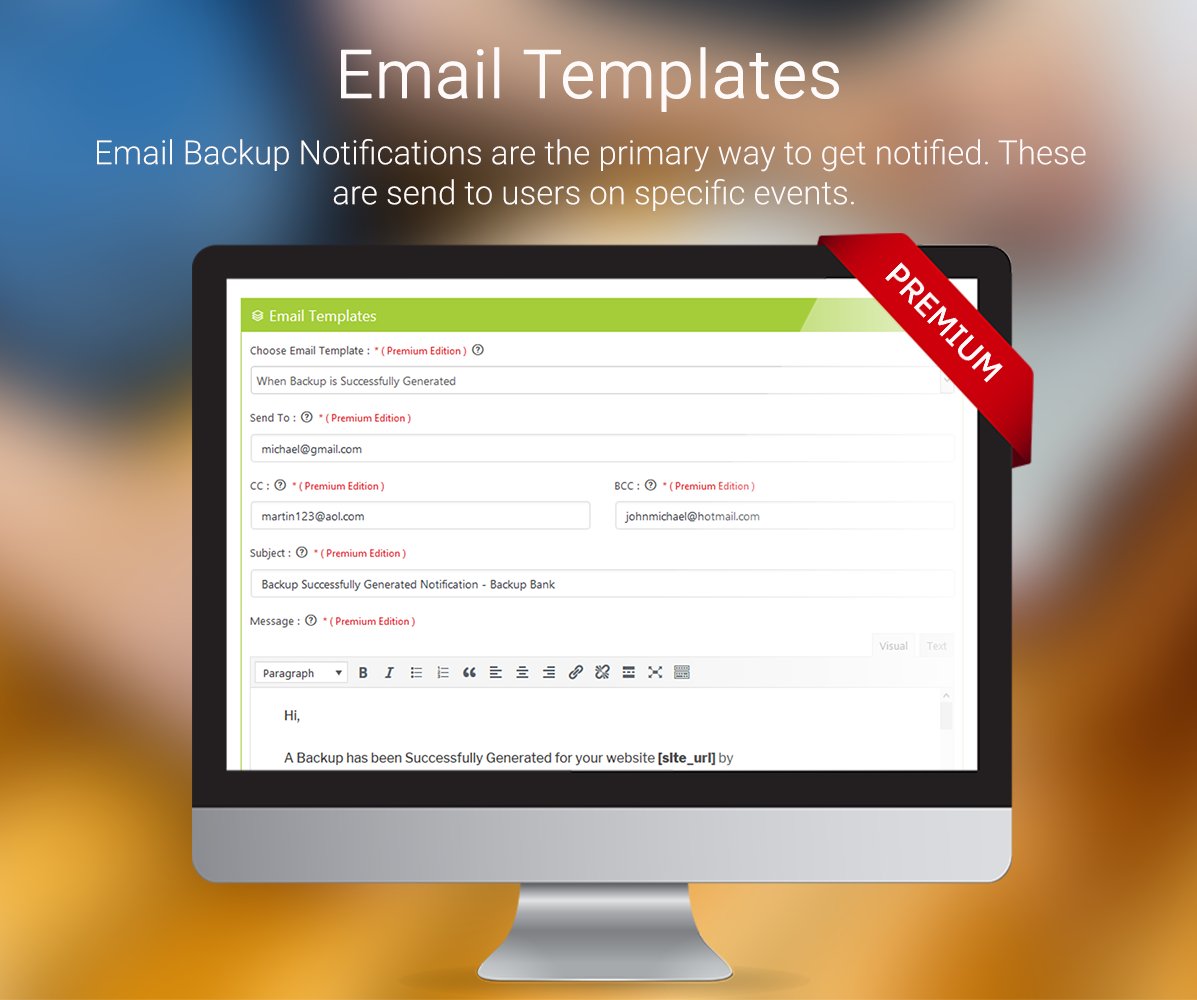 Email Templates
Email Backup Notifications are the primary way to get notified. These
are send to users on specific events.
PREMIUM
Email Templates
Choose Email Template : * ( Premium Edition )
When Backup is Successfully Generated
Send To : * ( Premium Edition )
michael@gmail.com
CC : * ( Premium Edition ) BCC : * ( Premium Edition )
martin123@aol.com johnmichael@hotmail.com
Subject : * ( Premium Edition )
Backup Successfully Generated Notification - Backup Bank
Message : * ( Premium Edition )
Visual Text
Paragraph
Hi,
A Backup has been Successfully Generated for your website [site_url] by